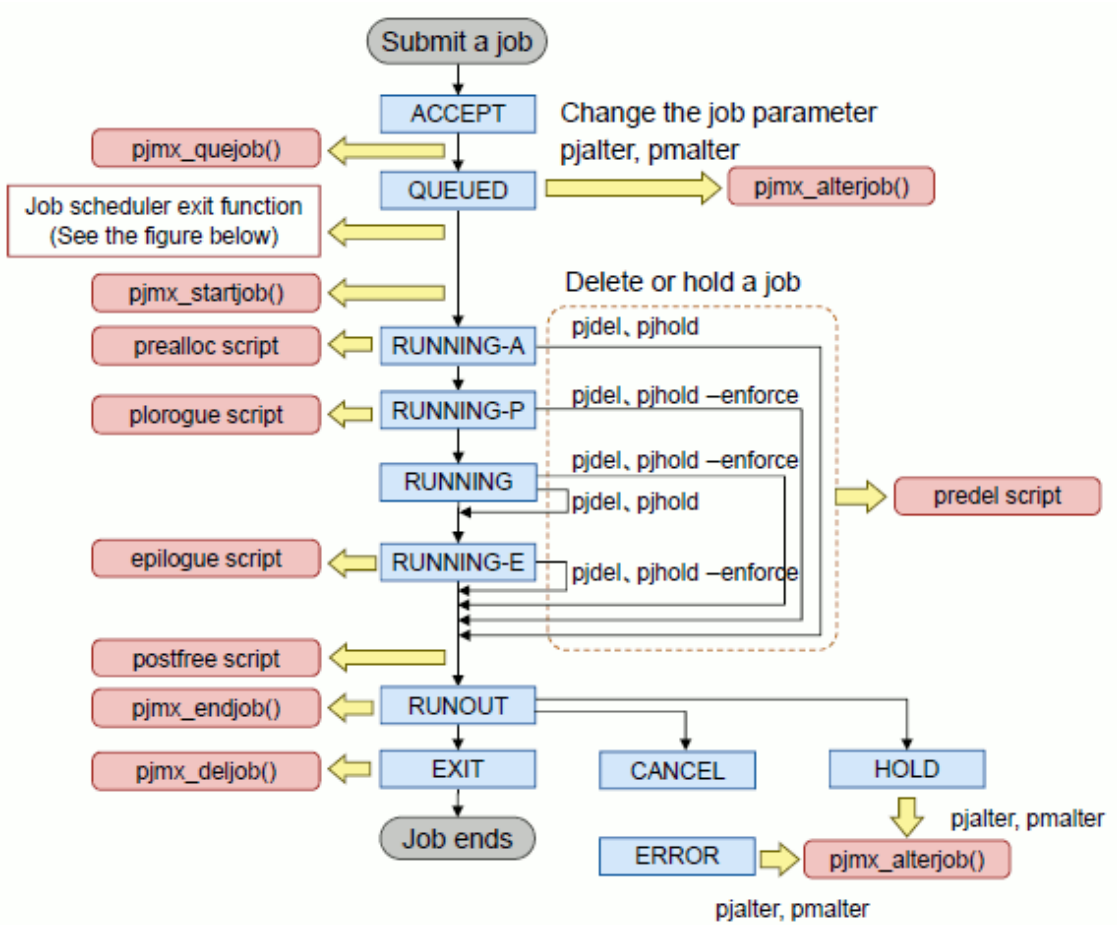 Submit a job
ACCEPT
Change the job parameter
pjalter, pmalter
pjmx_quejob()
QUEUED
pjmx_alterjob()
Job scheduler exit function
(See the figure below)
pjmx_startjob()
Delete or hold a job
prealloc script
RUNNING-A
pjdel、pjhold
plorogue script
RUNNING-P
pjdel、pjhold –enforce
RUNNING
pjdel、pjhold –enforce
pjdel、pjhold
predel script
epilogue script
RUNNING-E
pjdel、pjhold –enforce
postfree script
pjmx_endjob()
RUNOUT
pjmx_deljob()
EXIT
CANCEL
HOLD
pjalter, pmalter
Job ends
ERROR
pjmx_alterjob()
pjalter, pmalter